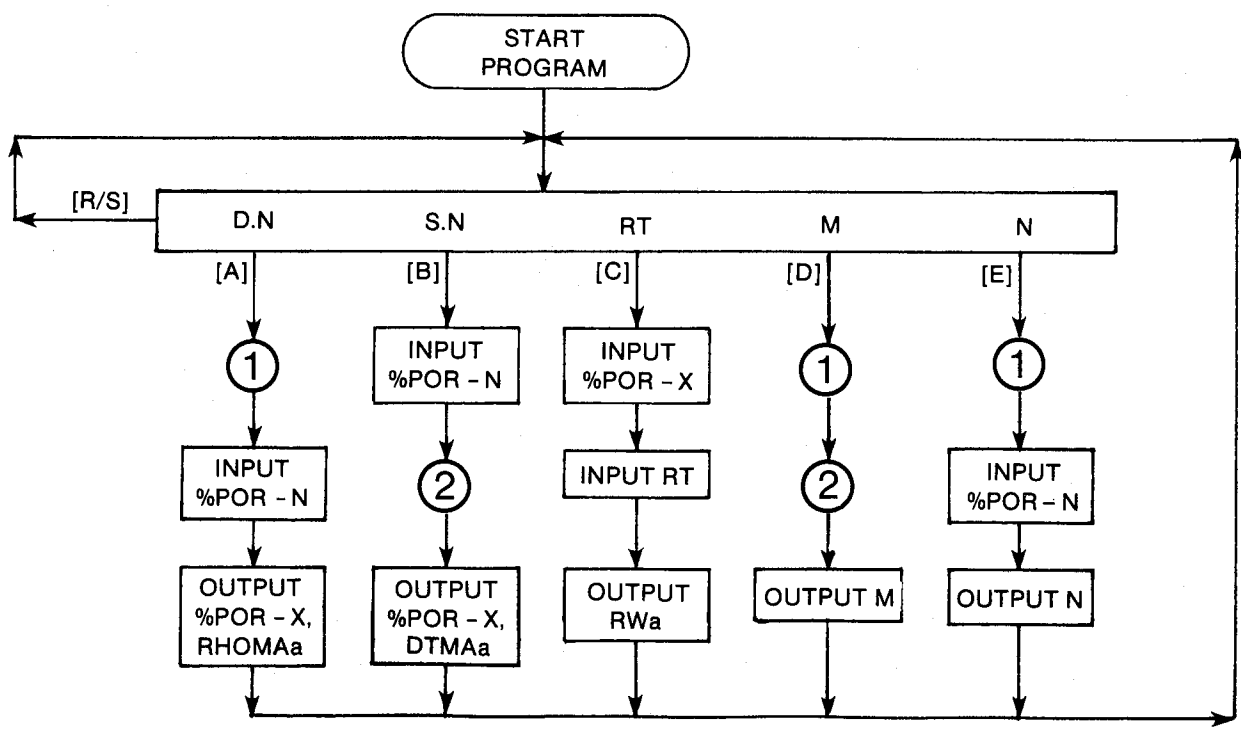 START
PROGRAM
[R/S]
D.N S.N RT M N
[A] [B] [C] [D] [E]
1
INPUT
%POR – N
OUTPUT
%POR – X,
RHOMAa
INPUT
%POR – N
2
OUTPUT
%POR – X,
DTMAa
INPUT
%POR – X
INPUT RT
OUTPUT
RWa
1
2
OUTPUT M
1
INPUT
%POR – N
OUTPUT N